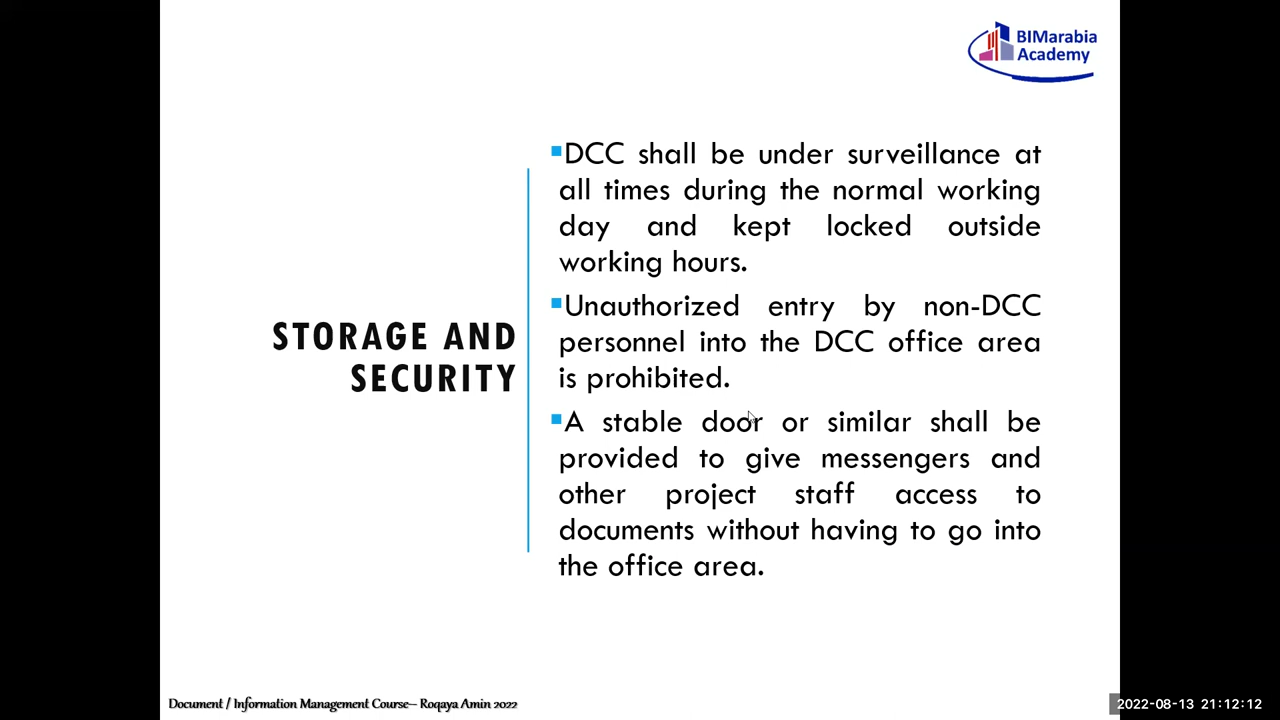 BIMarabia
Academy
STORAGE AND
SECURITY
▪DCC shall be under surveillance at
all times during the normal working
day and kept locked outside
working hours.
▪Unauthorized entry by non-DCC
personnel into the DCC office area
is prohibited.
▪A stable door or similar shall be
provided to give messengers and
other project staff access to
documents without having to go into
the office area.
Document / Information Management Course– Roqaya Amin 2022
2022-08-13 21:12:12